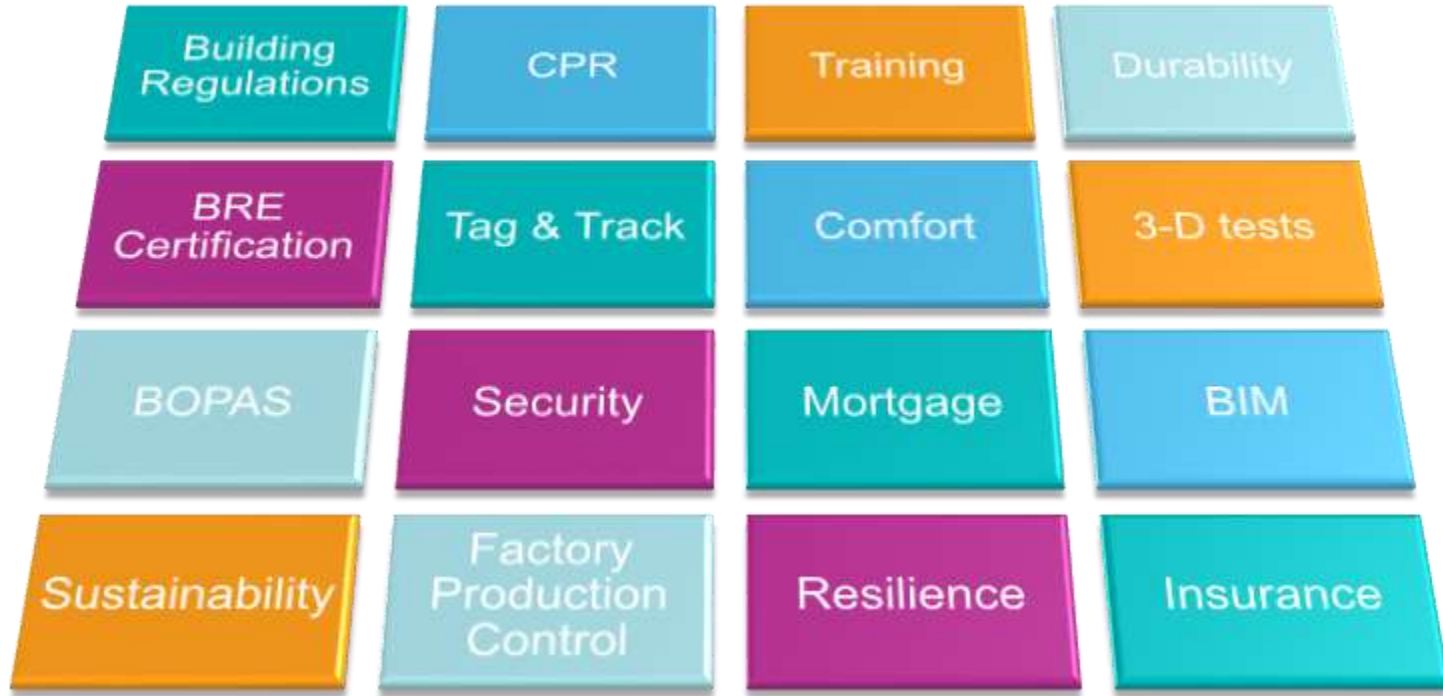 Building
Regulations
CPR
Training
Durability
BRE
Certification
Tag & Track
Comfort
3-D tests
BOPAS
Security
Mortgage
BIM
Sustainability
Factory
Production
Control
Resilience
Insurance